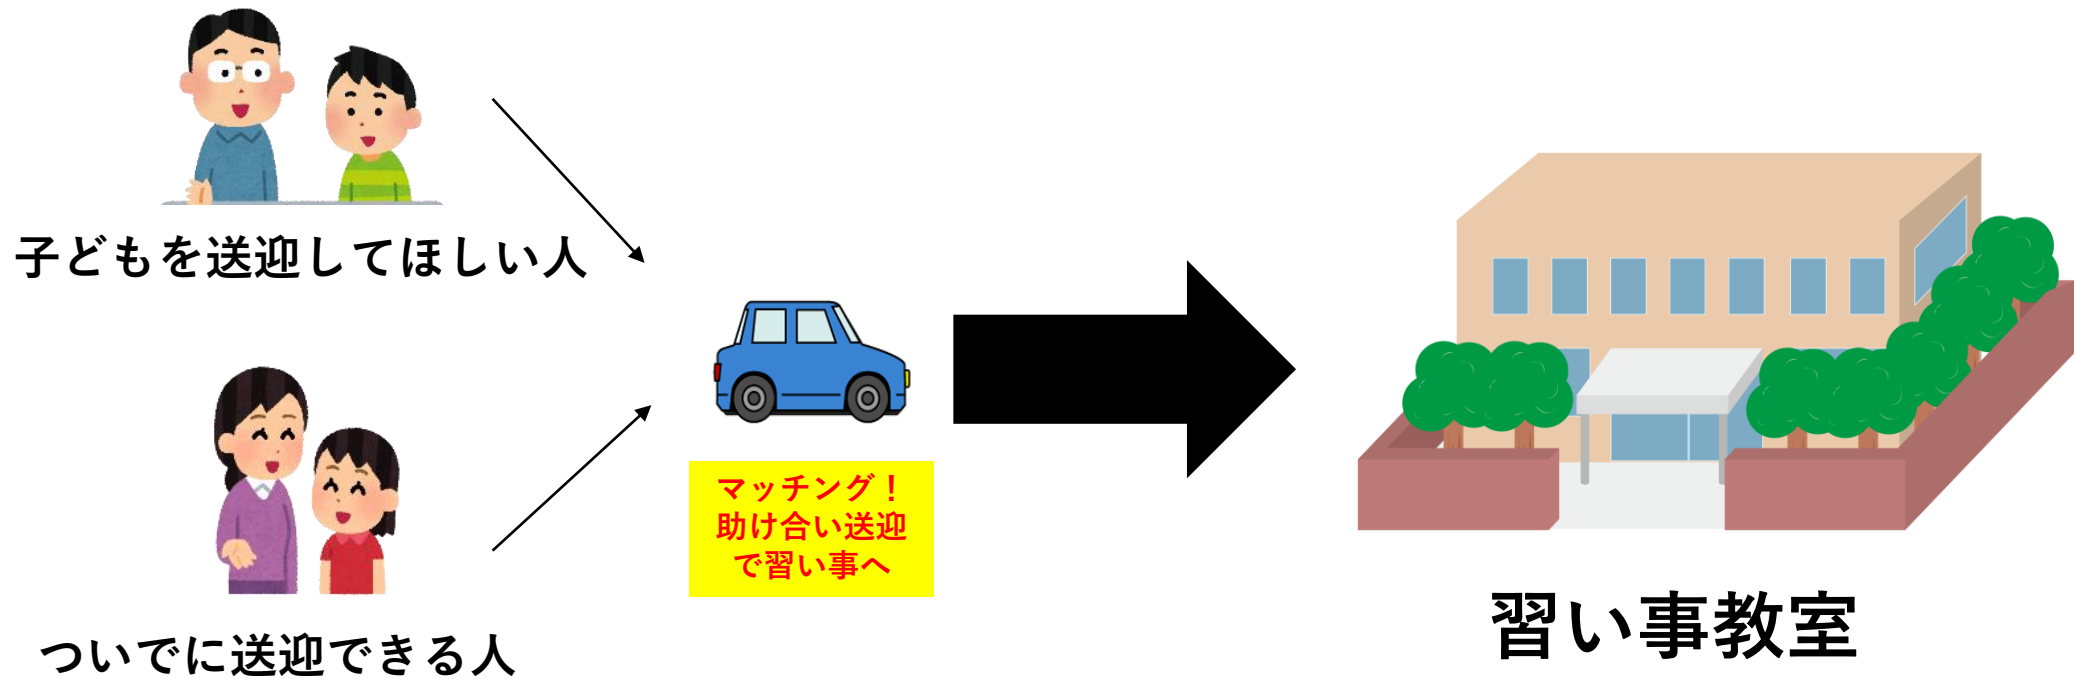 子どもを送迎してほしい人
マッチング！
助け合い送迎
で習い事へ
習い事教室
ついでに送迎できる人